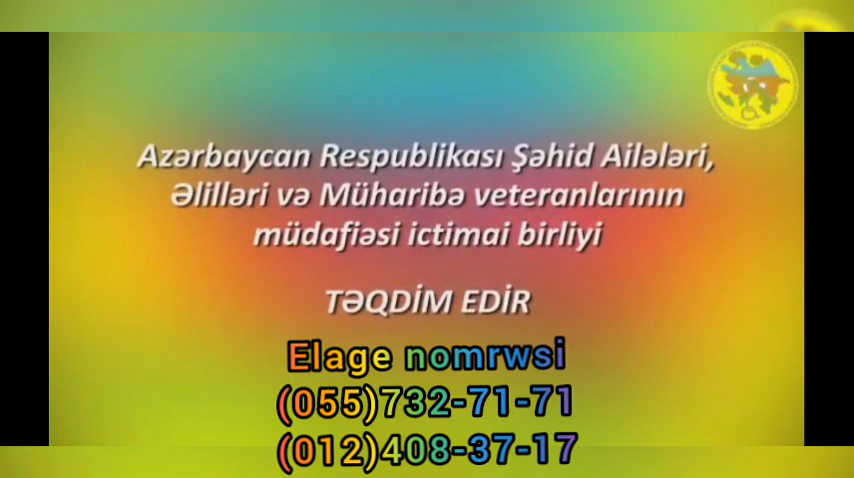 Azərbaycan Respublikası Şəhid Ailələri,
Əlilləri və Müharibə veteranlarının
müdafiəsi ictimai birliyi
TƏQDİM EDİR
Elage nomrwsi
(055)732-71-71
(012)408-37-17